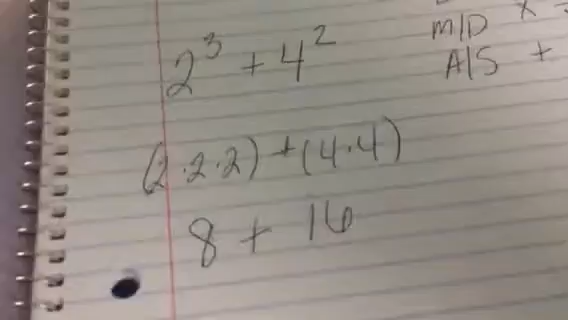 2³ + 4²
(2·2·2) + (4·4)
8 + 16
M/D ×
A/S +